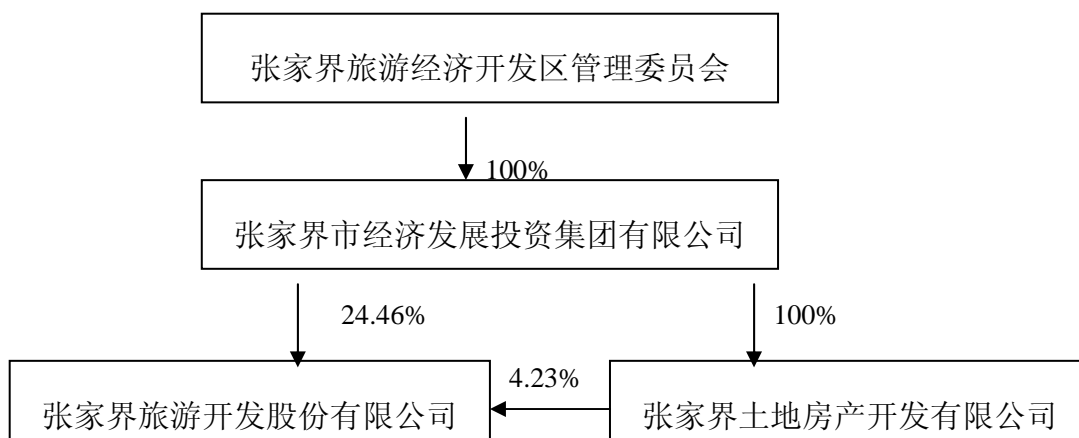 张家界旅游经济开发区管理委员会
100%
张家界市经济发展投资集团有限公司
24.46%
100%
4.23%
张家界旅游开发股份有限公司
张家界土地房产开发有限公司